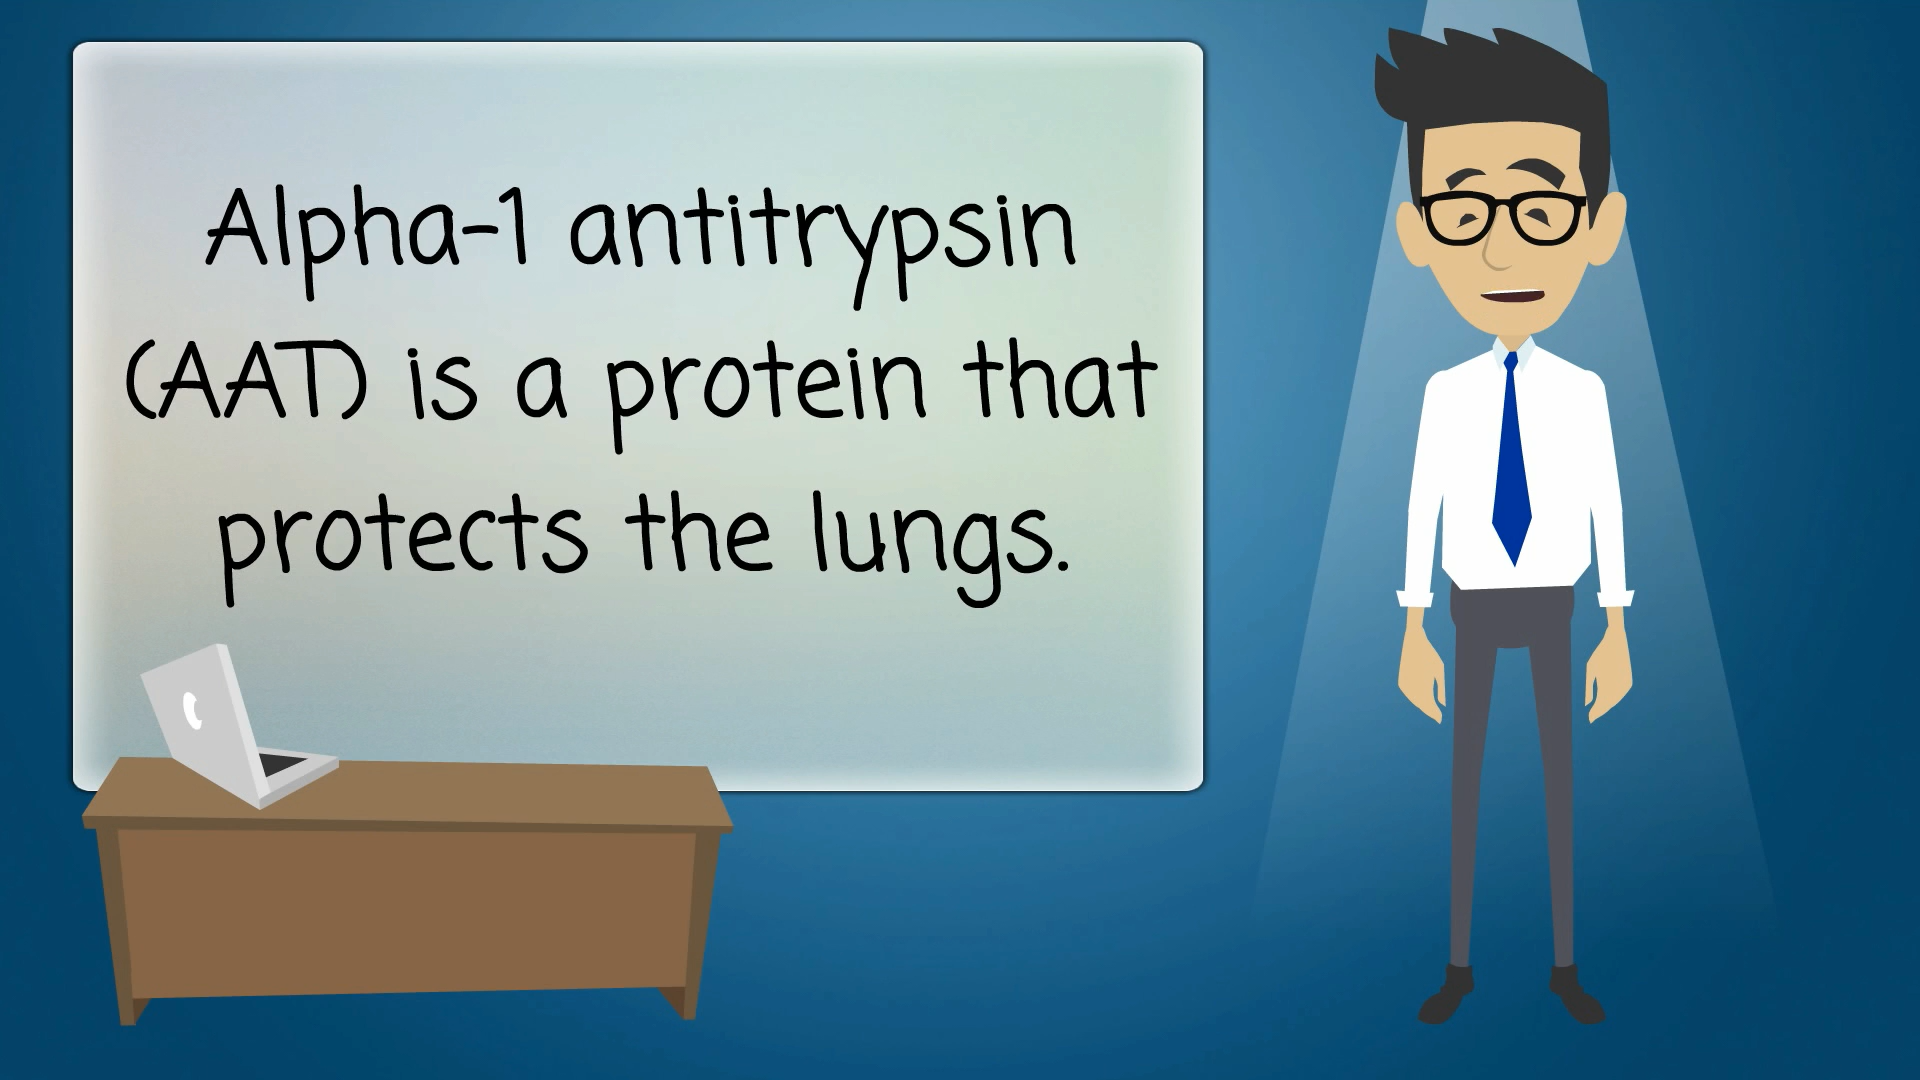 Alpha-1 antitrypsin
(AAT) is a protein that
protects the lungs.